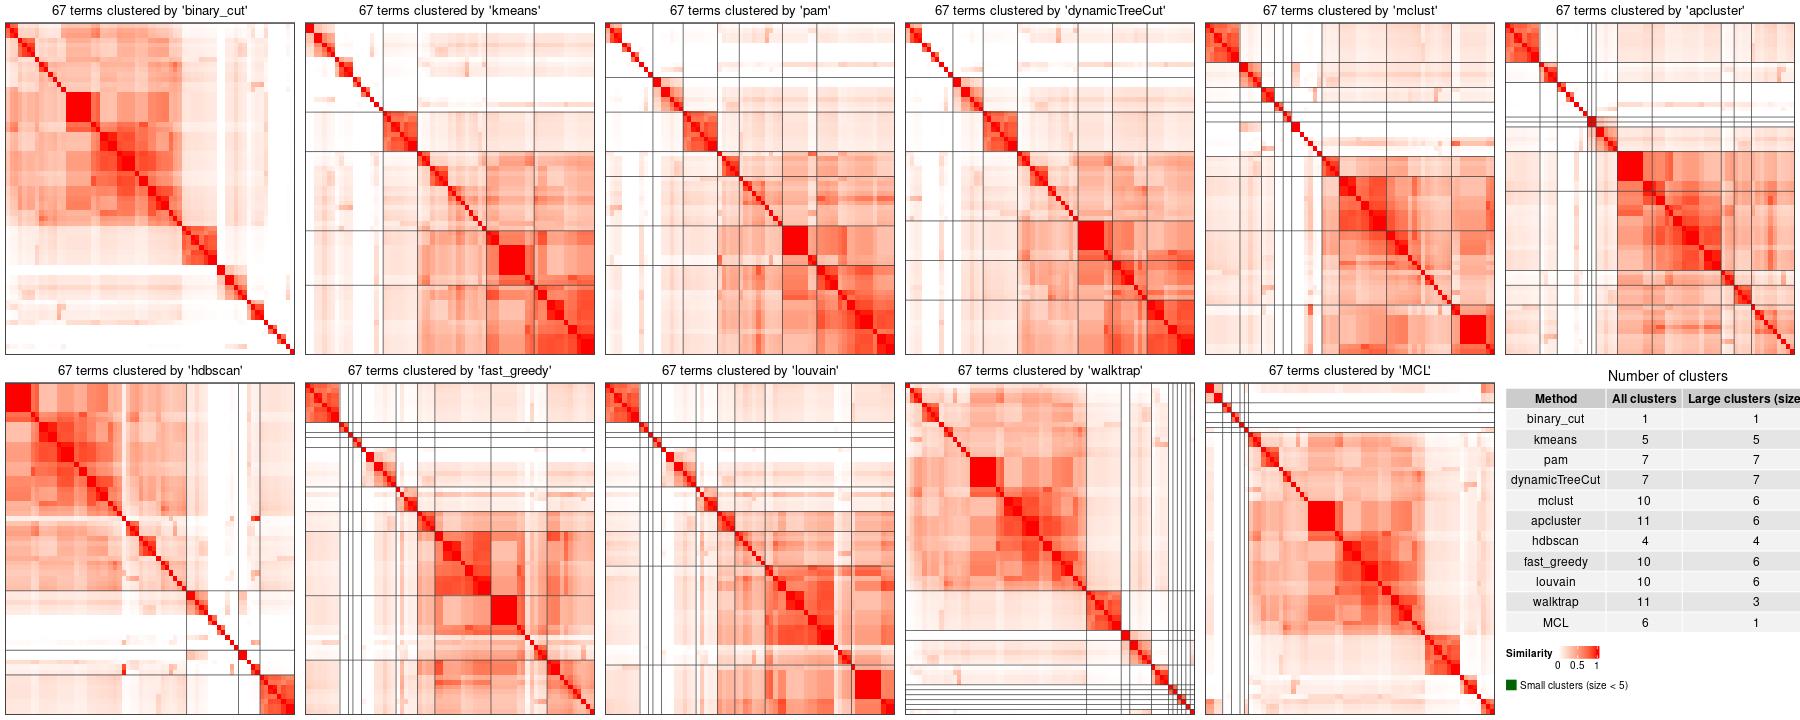 67 terms clustered by 'binary_cut'
67 terms clustered by 'kmeans'
67 terms clustered by 'pam'
67 terms clustered by 'dynamicTreeCut'
67 terms clustered by 'mclust'
67 terms clustered by 'apcluster'
67 terms clustered by 'hdbscan'
67 terms clustered by 'fast_greedy'
67 terms clustered by 'louvain'
67 terms clustered by 'walktrap'
67 terms clustered by 'MCL'
Number of clusters
Method All clusters Large clusters (size
binary_cut 1 1
kmeans 5 5
pam 7 7
dynamicTreeCut 7 7
mclust 10 6
apcluster 11 6
hdbscan 4 4
fast_greedy 10 6
louvain 10 6
walktrap 11 3
MCL 6 1
Similarity
0 0.5 1
Small clusters (size < 5)